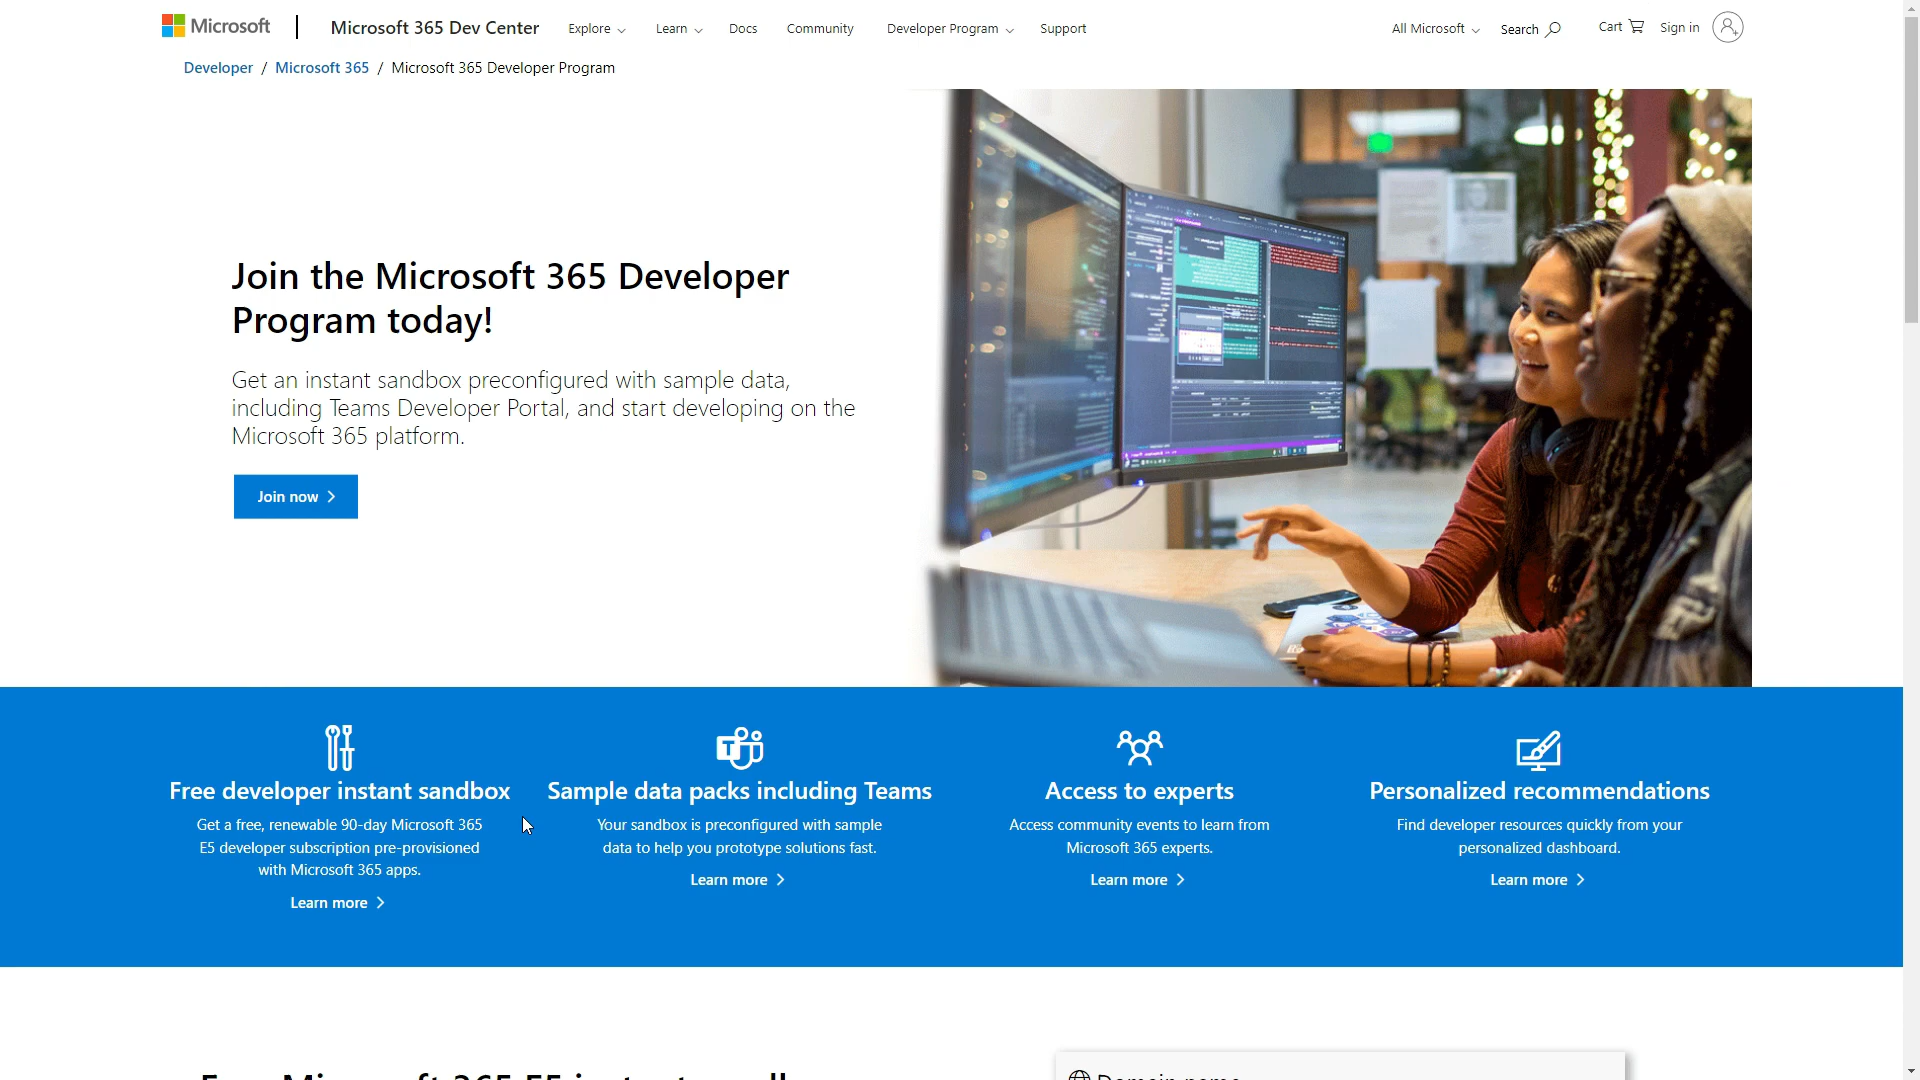 Microsoft
Microsoft 365 Dev Center
Explore
Learn
Docs
Community
Developer Program
Support
All Microsoft
Search
Cart
Sign in
Developer / Microsoft 365 / Microsoft 365 Developer Program
Join the Microsoft 365 Developer
Program today!
Get an instant sandbox preconfigured with sample data,
including Teams Developer Portal, and start developing on the
Microsoft 365 platform.
Join now
Free developer instant sandbox
Get a free, renewable 90-day Microsoft 365
E5 developer subscription pre-provisioned
with Microsoft 365 apps.
Learn more
Sample data packs including Teams
Your sandbox is preconfigured with sample
data to help you prototype solutions fast.
Learn more
Access to experts
Access community events to learn from
Microsoft 365 experts.
Learn more
Personalized recommendations
Find developer resources quickly from your
personalized dashboard.
Learn more